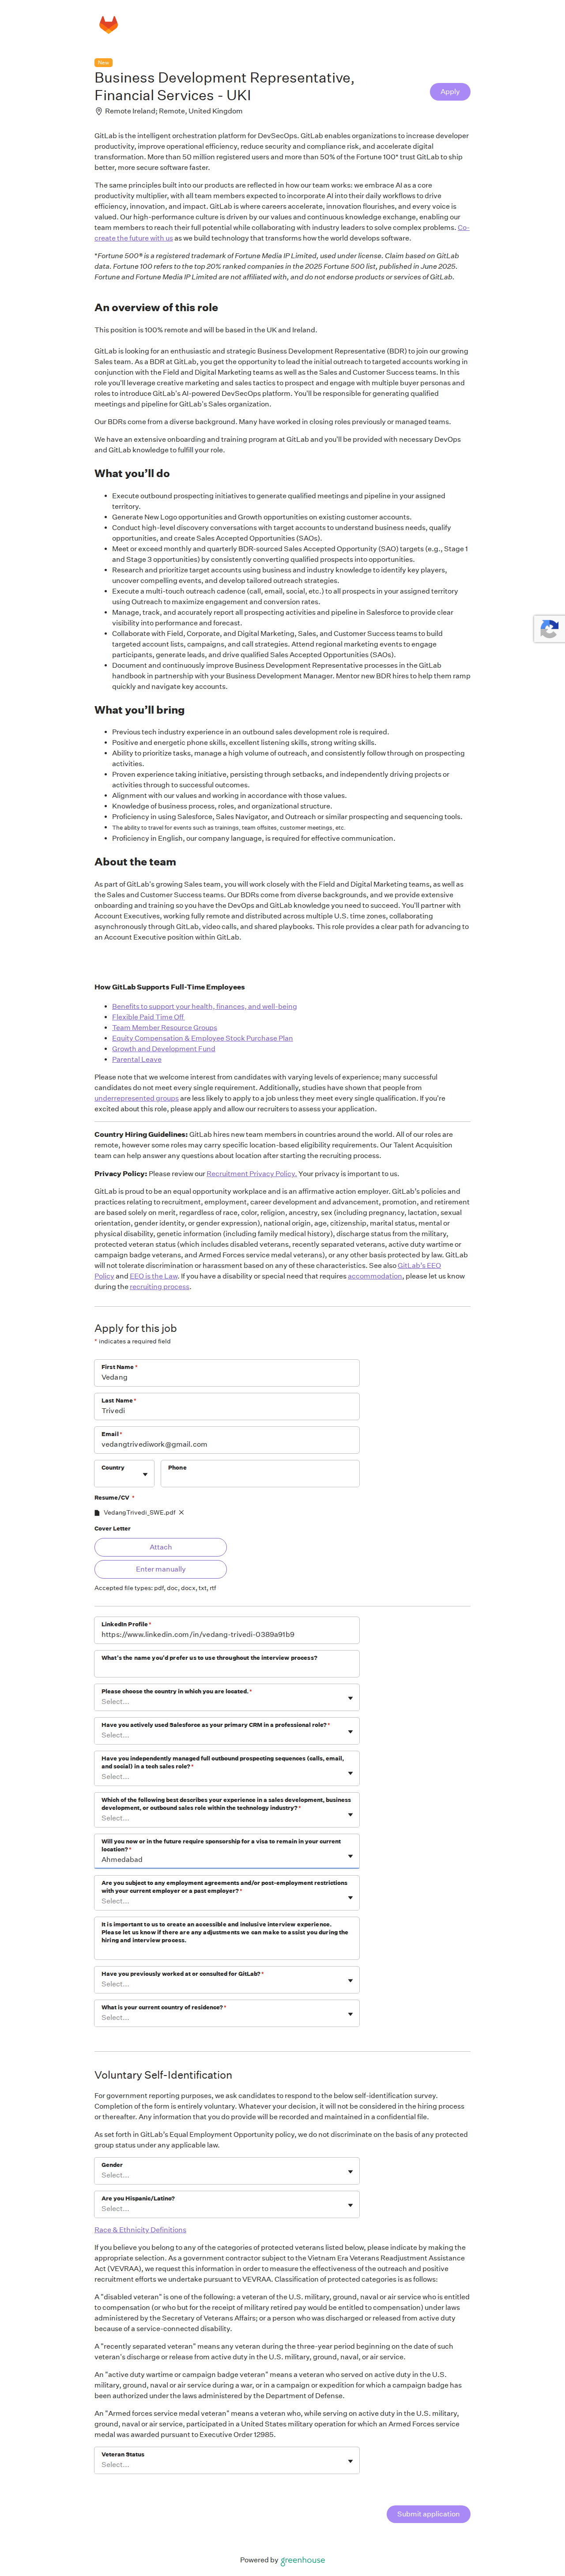 New
Business Development Representative,
Financial Services - UKI
Apply
Remote Ireland; Remote, United Kingdom
GitLab is the intelligent orchestration platform for DevSecOps. GitLab enables organizations to increase developer
productivity, improve operational efficiency, reduce security and compliance risk, and accelerate digital
transformation. More than 50 million registered users and more than 50% of the Fortune 100* trust GitLab to ship
better, more secure software faster.
The same principles built into our products are reflected in how our team works: we embrace AI as a core
productivity multiplier, with all team members expected to incorporate AI into their daily workflows to drive
efficiency, innovation, and impact. GitLab is where careers accelerate, innovation flourishes, and every voice is
valued. Our high-performance culture is driven by our values and continuous knowledge exchange, enabling our
team members to reach their full potential while collaborating with industry leaders to solve complex problems. Co-
create the future with us as we build technology that transforms how the world develops software.
*Fortune 500® is a registered trademark of Fortune Media IP Limited, used under license. Claim based on GitLab
data. Fortune 100 refers to the top 20% ranked companies in the 2025 Fortune 500 list, published in June 2025.
Fortune and Fortune Media IP Limited are not affiliated with, and do not endorse products or services of GitLab.
An overview of this role
This position is 100% remote and will be based in the UK and Ireland.
GitLab is looking for an enthusiastic and strategic Business Development Representative (BDR) to join our growing
Sales team. As a BDR at GitLab, you get the opportunity to lead the initial outreach to targeted accounts working in
conjunction with the Field and Digital Marketing teams as well as the Sales and Customer Success teams. In this
role you'll leverage creative marketing and sales tactics to prospect and engage with multiple buyer personas and
roles to introduce GitLab's AI-powered DevSecOps platform. You'll be responsible for generating qualified
meetings and pipeline for GitLab's Sales organization.
Our BDRs come from a diverse background. Many have worked in closing roles previously or managed teams.
We have an extensive onboarding and training program at GitLab and you'll be provided with necessary DevOps
and GitLab knowledge to fulfill your role.
What you'll do
• Execute outbound prospecting initiatives to generate qualified meetings and pipeline in your assigned
territory.
• Generate New Logo opportunities and Growth opportunities on existing customer accounts.
• Conduct high-level discovery conversations with target accounts to understand business needs, qualify
opportunities, and create Sales Accepted Opportunities (SAOs).
• Meet or exceed monthly and quarterly BDR-sourced Sales Accepted Opportunity (SAO) targets (e.g., Stage 1
and Stage 3 opportunities) by consistently converting qualified prospects into opportunities.
• Research and prioritize target accounts using business and industry knowledge to identify key players,
uncover compelling events, and develop tailored outreach strategies.
• Execute a multi-touch outreach cadence (call, email, social, etc.) to all prospects in your assigned territory
using Outreach to maximize engagement and conversion rates.
• Manage, track, and accurately report all prospecting activities and pipeline in Salesforce to provide clear
visibility into performance and forecast.
• Collaborate with Field, Corporate, and Digital Marketing, Sales, and Customer Success teams to build
targeted account lists, campaigns, and call strategies. Attend regional marketing events to engage
participants, generate leads, and drive qualified Sales Accepted Opportunities (SAOs).
• Document and continuously improve Business Development Representative processes in the GitLab
handbook in partnership with your Business Development Manager. Mentor new BDR hires to help them ramp
quickly and navigate key accounts.
What you'll bring
• Previous tech industry experience in an outbound sales development role is required.
• Positive and energetic phone skills, excellent listening skills, strong writing skills.
• Ability to prioritize tasks, manage a high volume of outreach, and consistently follow through on prospecting
activities.
• Proven experience taking initiative, persisting through setbacks, and independently driving projects or
activities through to successful outcomes.
• Alignment with our values and working in accordance with those values.
• Knowledge of business process, roles, and organizational structure.
• Proficiency in using Salesforce, Sales Navigator, and Outreach or similar prospecting and sequencing tools.
• The ability to travel for events such as trainings, team offsites, customer meetings, etc.
• Proficiency in English, our company language, is required for effective communication.
About the team
As part of GitLab's growing Sales team, you will work closely with the Field and Digital Marketing teams, as well as
the Sales and Customer Success teams. Our BDRs come from diverse backgrounds, and we provide extensive
onboarding and training so you have the DevOps and GitLab knowledge you need to succeed. You'll partner with
Account Executives, working fully remote and distributed across multiple U.S. time zones, collaborating
asynchronously through GitLab, video calls, and shared playbooks. This role provides a clear path for advancing to
an Account Executive position within GitLab.
How GitLab Supports Full-Time Employees
• Benefits to support your health, finances, and well-being
• Flexible Paid Time Off
• Team Member Resource Groups
• Equity Compensation & Employee Stock Purchase Plan
• Growth and Development Fund
• Parental Leave
Please note that we welcome interest from candidates with varying levels of experience; many successful
candidates do not meet every single requirement. Additionally, studies have shown that people from
underrepresented groups are less likely to apply to a job unless they meet every single qualification. If you're
excited about this role, please apply and allow our recruiters to assess your application.
Country Hiring Guidelines: GitLab hires new team members in countries around the world. All of our roles are
remote, however some roles may carry specific location-based eligibility requirements. Our Talent Acquisition
team can help answer any questions about location after starting the recruiting process.
Privacy Policy: Please review our Recruitment Privacy Policy. Your privacy is important to us.
GitLab is proud to be an equal opportunity workplace and is an affirmative action employer. GitLab's policies and
practices relating to recruitment, employment, career development and advancement, promotion, and retirement
are based solely on merit, regardless of race, color, religion, ancestry, sex (including pregnancy, lactation, sexual
orientation, gender identity, or gender expression), national origin, age, citizenship, marital status, mental or
physical disability, genetic information (including family medical history), discharge status from the military,
protected veteran status (which includes disabled veterans, recently separated veterans, active duty wartime or
campaign badge veterans, and Armed Forces service medal veterans), or any other basis protected by law. GitLab
will not tolerate discrimination or harassment based on any of these characteristics. See also GitLab's EEO
Policy and EEO is the Law. If you have a disability or special need that requires accommodation, please let us know
during the recruiting process.
Apply for this job
* indicates a required field
First Name *
Vedang
Last Name *
Trivedi
Email *
vedangtrivediwork@gmail.com
Country
Phone
Resume/CV *
VedangTrivedi_SWE.pdf
Cover Letter
Attach
Enter manually
Accepted file types: pdf, doc, docx, txt, rtf
LinkedIn Profile *
https://www.linkedin.com/in/vedang-trivedi-0389a91b9
What's the name you'd prefer us to use throughout the interview process?
Please choose the country in which you are located. *
Select...
Have you actively used Salesforce as your primary CRM in a professional role? *
Select...
Have you independently managed full outbound prospecting sequences (calls, email,
and social) in a tech sales role? *
Select...
Which of the following best describes your experience in a sales development, business
development, or outbound sales role within the technology industry? *
Select...
Will you now or in the future require sponsorship for a visa to remain in your current
location? *
Ahmedabad
Are you subject to any employment agreements and/or post-employment restrictions
with your current employer or a past employer? *
Select...
It is important to us to create an accessible and inclusive interview experience.
Please let us know if there are any adjustments we can make to assist you during the
hiring and interview process.
Have you previously worked at or consulted for GitLab? *
Select...
What is your current country of residence? *
Select...
Voluntary Self-Identification
For government reporting purposes, we ask candidates to respond to the below self-identification survey.
Completion of the form is entirely voluntary. Whatever your decision, it will not be considered in the hiring process
or thereafter. Any information that you do provide will be recorded and maintained in a confidential file.
As set forth in GitLab's Equal Employment Opportunity policy, we do not discriminate on the basis of any protected
group status under any applicable law.
Gender
Select...
Are you Hispanic/Latino?
Select...
Race & Ethnicity Definitions
If you believe you belong to any of the categories of protected veterans listed below, please indicate by making the
appropriate selection. As a government contractor subject to the Vietnam Era Veterans Readjustment Assistance
Act (VEVRAA), we request this information in order to measure the effectiveness of the outreach and positive
recruitment efforts we undertake pursuant to VEVRAA. Classification of protected categories is as follows:
A "disabled veteran" is one of the following: a veteran of the U.S. military, ground, naval or air service who is entitled
to compensation (or who but for the receipt of military retired pay would be entitled to compensation) under laws
administered by the Secretary of Veterans Affairs; or a person who was discharged or released from active duty
because of a service-connected disability.
A "recently separated veteran" means any veteran during the three-year period beginning on the date of such
veteran's discharge or release from active duty in the U.S. military, ground, naval, or air service.
An "active duty wartime or campaign badge veteran" means a veteran who served on active duty in the U.S.
military, ground, naval or air service during a war, or in a campaign or expedition for which a campaign badge has
been authorized under the laws administered by the Department of Defense.
An "Armed forces service medal veteran" means a veteran who, while serving on active duty in the U.S. military,
ground, naval or air service, participated in a United States military operation for which an Armed Forces service
medal was awarded pursuant to Executive Order 12985.
Veteran Status
Select...
Submit application
Powered by greenhouse